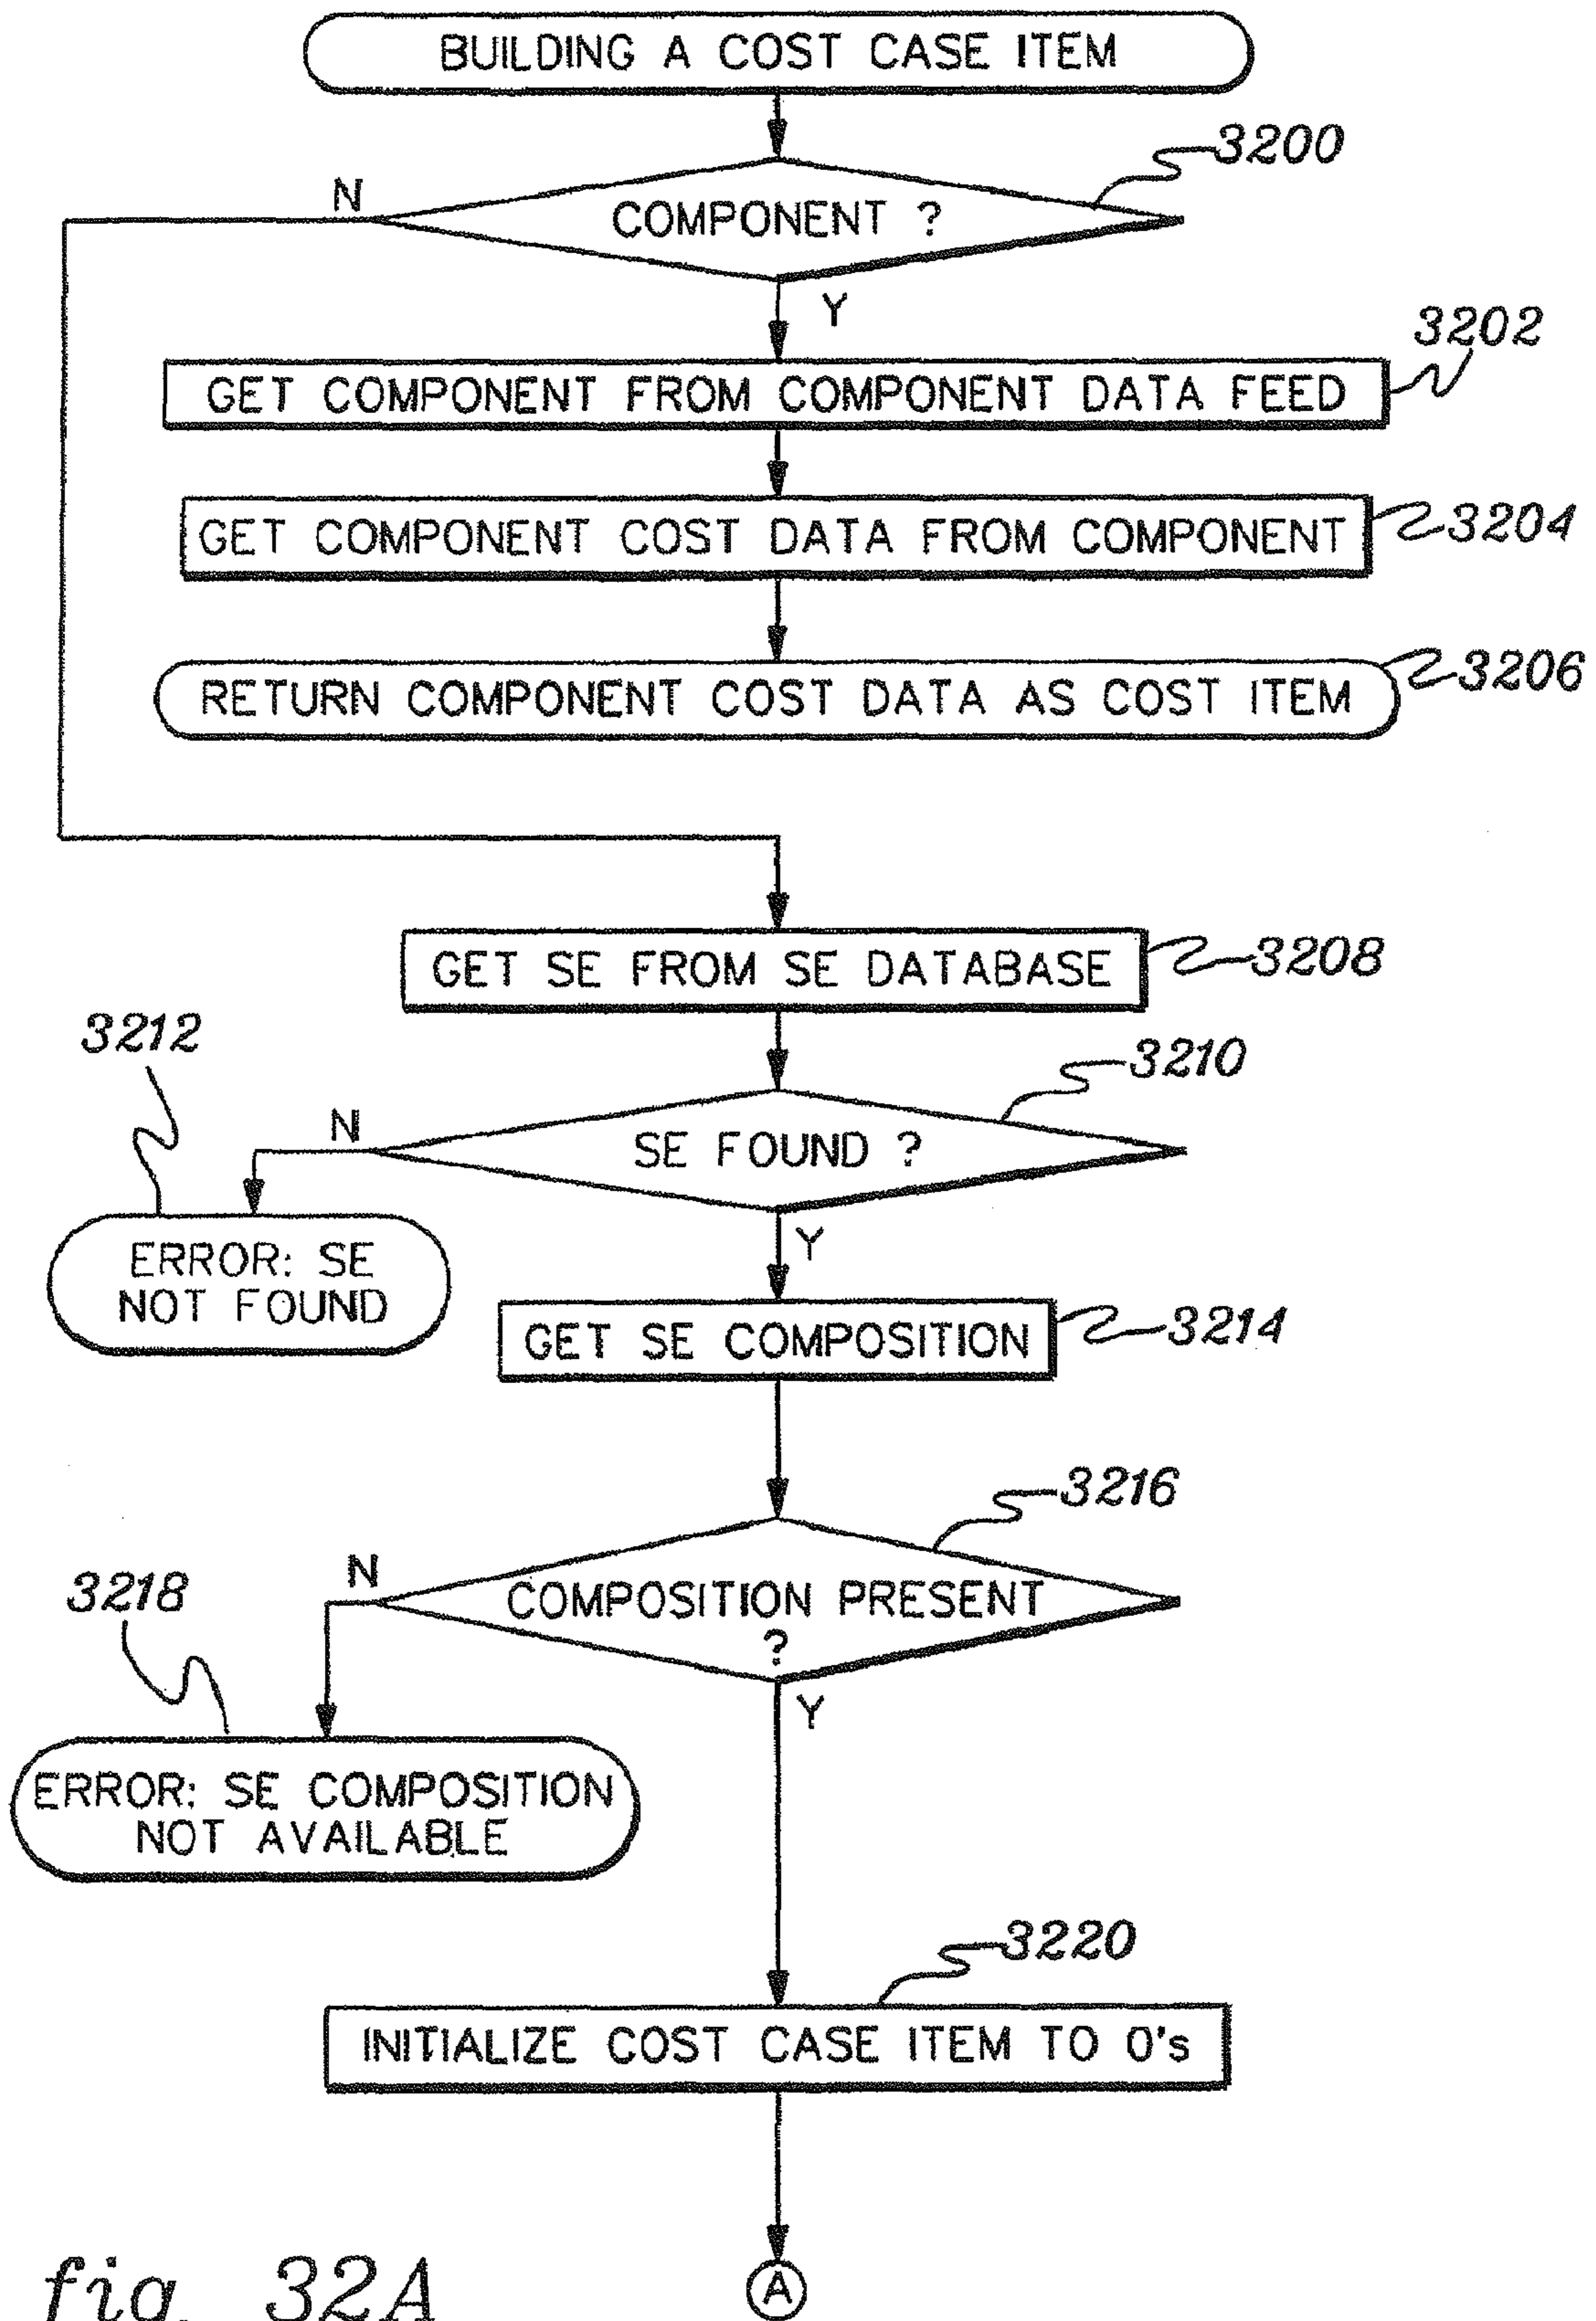 BUILDING A COST CASE ITEM
3200
N
COMPONENT ?
Y
3202
GET COMPONENT FROM COMPONENT DATA FEED
GET COMPONENT COST DATA FROM COMPONENT
3204
RETURN COMPONENT COST DATA AS COST ITEM
3206
GET SE FROM SE DATABASE
3208
3212
3210
N
SE FOUND ?
Y
ERROR: SE
NOT FOUND
GET SE COMPOSITION
3214
3216
N
3218
COMPOSITION PRESENT
?
Y
ERROR: SE COMPOSITION
NOT AVAILABLE
3220
INITIALIZE COST CASE ITEM TO 0's
A
fig. 32A